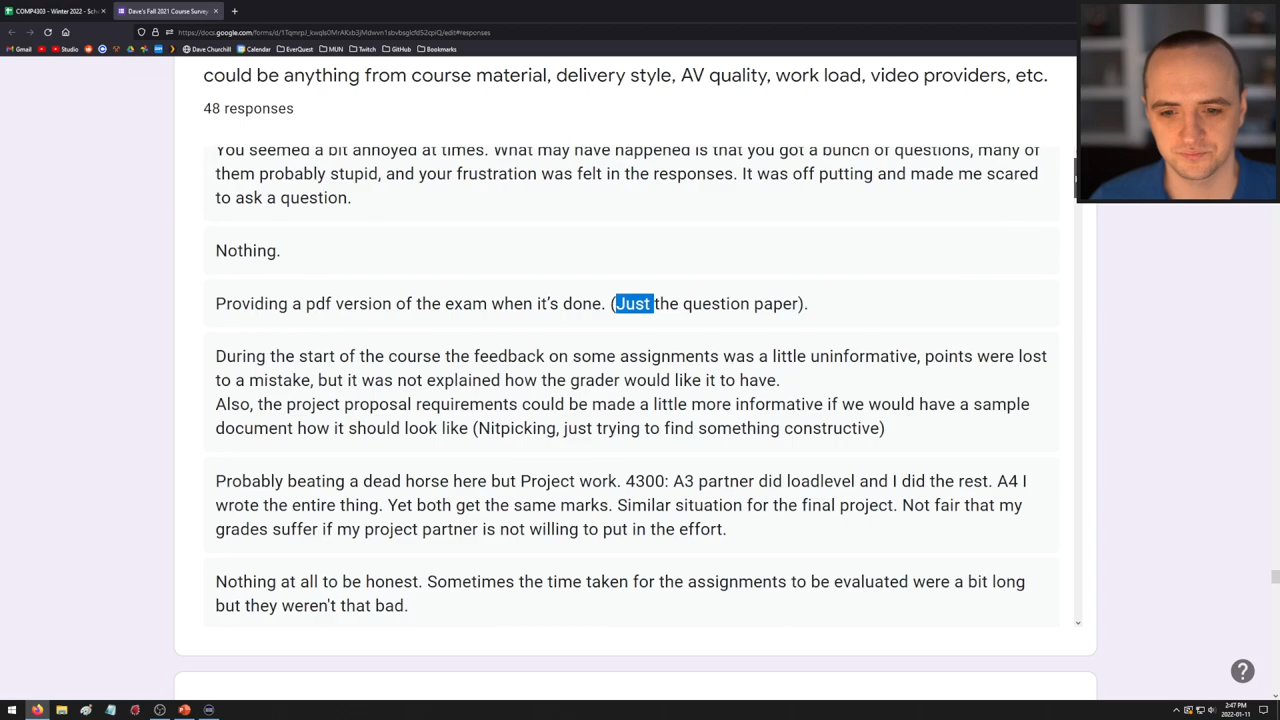 COMP4303 - Winter 2022 - Sch
Dave's Fall 2021 Course Survey
Gmail
Studio
Reddit
Dave Churchill
Calendar
EverQuest
MUN
Twitch
GitHub
Bookmarks
could be anything from course material, delivery style, AV quality, work load, video providers, etc.
48 responses
You seemed a bit annoyed at times. What may have happened is that you got a bunch of questions, many of
them probably stupid, and your frustration was felt in the responses. It was off putting and made me scared
to ask a question.
Nothing.
Providing a pdf version of the exam when it’s done. (Just the question paper).
During the start of the course the feedback on some assignments was a little uninformative, points were lost
to a mistake, but it was not explained how the grader would like it to have.
Also, the project proposal requirements could be made a little more informative if we would have a sample
document how it should look like (Nitpicking, just trying to find something constructive)
Probably beating a dead horse here but Project work. 4300: A3 partner did loadlevel and I did the rest. A4 I
wrote the entire thing. Yet both get the same marks. Similar situation for the final project. Not fair that my
grades suffer if my project partner is not willing to put in the effort.
Nothing at all to be honest. Sometimes the time taken for the assignments to be evaluated were a bit long
but they weren't that bad.
2:47 PM
2022-01-11